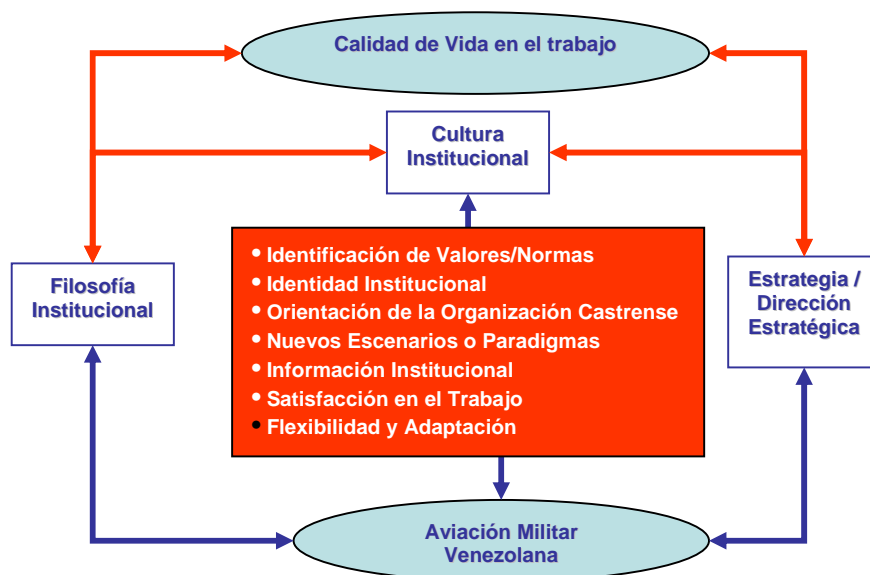 Calidad de Vida en el trabajo
Cultura
Institucional
• Identificación de Valores/Normas
• Identidad Institucional
• Orientación de la Organización Castrense
• Nuevos Escenarios o Paradigmas
• Información Institucional
• Satisfacción en el Trabajo
• Flexibilidad y Adaptación
Filosofía
Institucional
Estrategia /
Dirección
Estratégica
Aviación Militar
Venezolana